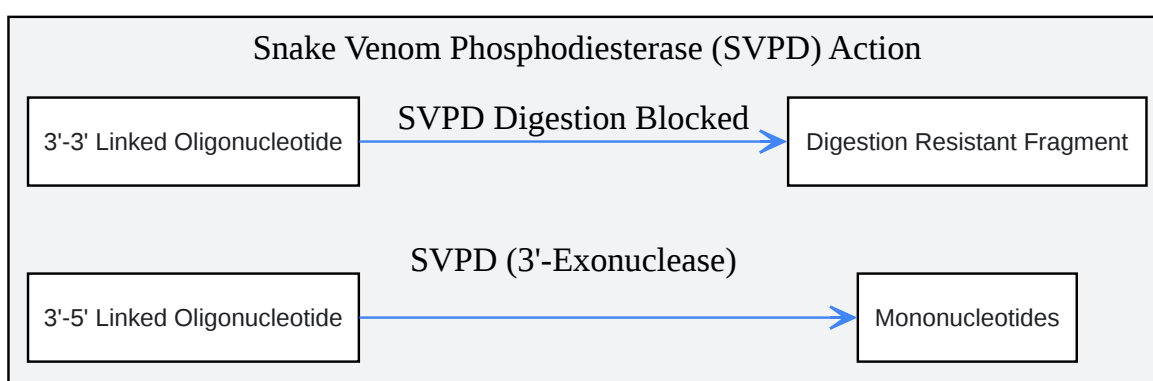 Snake Venom Phosphodiesterase (SVPD) Action
SVPD Digestion Blocked
3'-3' Linked Oligonucleotide
Digestion Resistant Fragment
SVPD (3'-Exonuclease)
3'-5' Linked Oligonucleotide
Mononucleotides